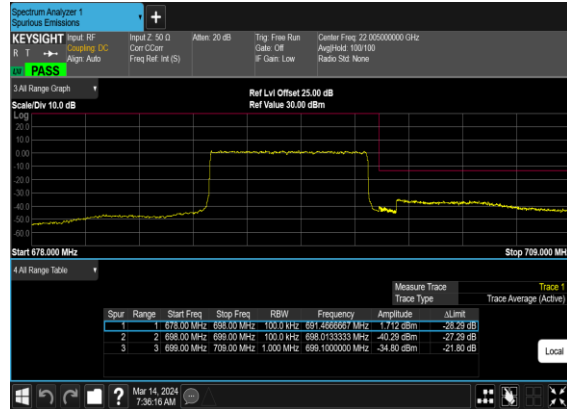 Spectrum Analyzer 1
Spurious Emissions
KEYSIGHT Input: RF Input Z: 50 Ω Atten: 20 dB Trig: Free Run Center Freq: 22.005000000 GHz
R T Coupling: DC Corr CCorr Gate: Off Avg|Hold: 100/100
Align: Auto Freq Ref: Int (S) IF Gain: Low Radio Std: None
PASS
3 All Range Graph
Ref Lvl Offset 25.00 dB
Scale/Div 10.0 dB Ref Value 30.00 dBm
Log
20.0
10.0
0.00
-10.0
-20.0
-30.0
-40.0
-50.0
-60.0
Start 678.000 MHz Stop 709.000 MH
4 All Range Table
Measure Trace Trace 1
Trace Type Trace Average (Active)
Spur Range Start Freq Stop Freq RBW Frequency Amplitude ΔLimit
1 1 678.00 MHz 698.00 MHz 100.0 kHz 691.4666667 MHz 1.712 dBm -28.29 dB
2 2 698.00 MHz 699.00 MHz 100.0 kHz 698.0133333 MHz -40.29 dBm -27.29 dB
3 3 699.00 MHz 709.00 MHz 1.000 MHz 699.1000000 MHz -34.80 dBm -21.80 dB
Local
Mar 14, 2024
7:36:16 AM